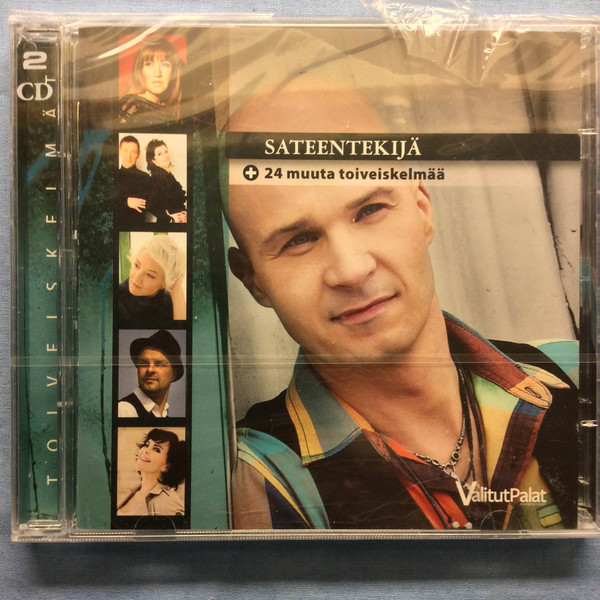 2
CD
TOIVEISKELMÄT
SATEENTEKIJÄ
+ 24 muuta toiveiskelmää
ValitutPalat